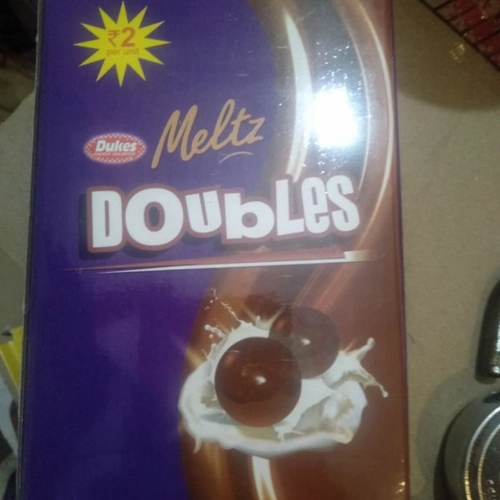 ₹2
per unit
Dukes
Meltz
DOUbLes